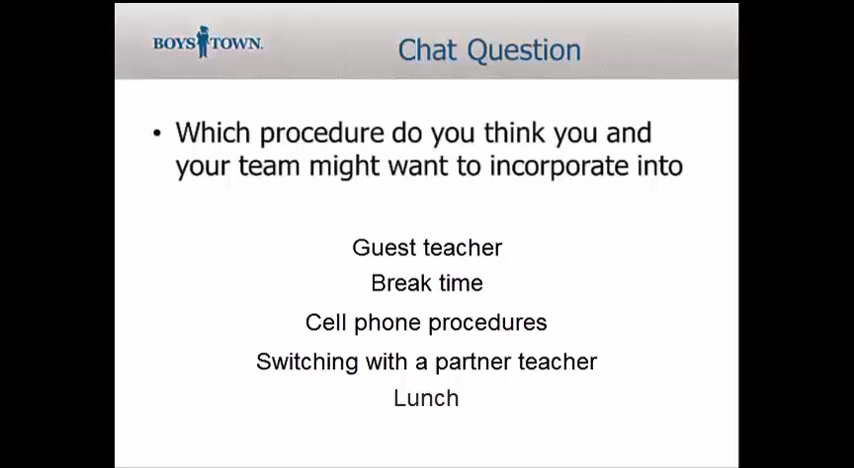 BOYS TOWN.
Chat Question
• Which procedure do you think you and
your team might want to incorporate into
Guest teacher
Break time
Cell phone procedures
Switching with a partner teacher
Lunch